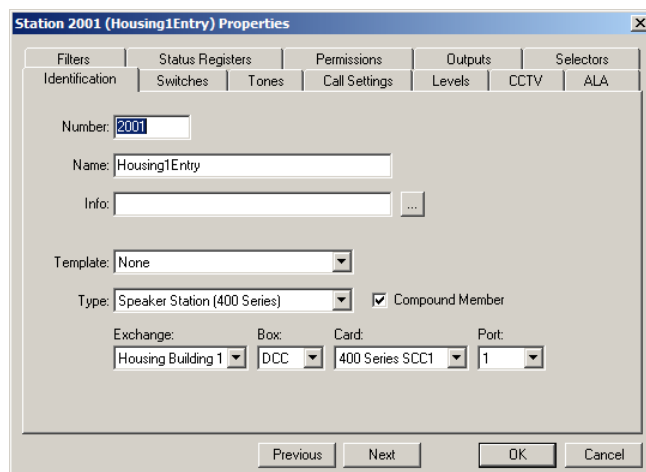 Station 2001 (Housing1Entry) Properties
Filters Status Registers Permissions Outputs Selectors
Identification Switches Tones Call Settings Levels CCTV ALA
Number: 2001
Name: Housing1Entry
Info: ...
Template: None
Type: Speaker Station (400 Series) Compound Member
Exchange: Box: Card: Port:
Housing Building 1 DCC 400 Series SCC1 1
Previous Next OK Cancel